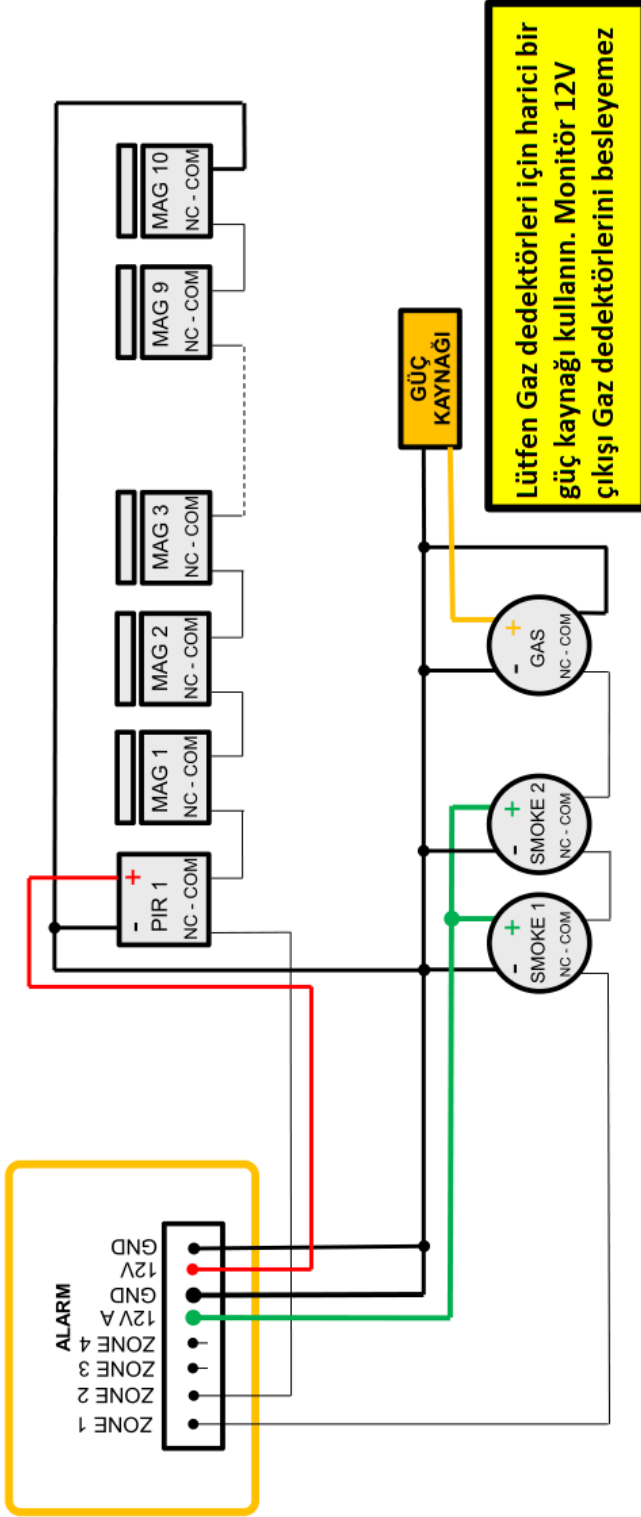 ALARM
ZONE 1
ZONE 2
ZONE 3
ZONE 4
12V A
GND
12V
GND
- +
PIR 1
NC - COM
MAG 1
NC - COM
MAG 2
NC - COM
MAG 3
NC - COM
MAG 9
NC - COM
MAG 10
NC - COM
- +
SMOKE 1
NC - COM
- +
SMOKE 2
NC - COM
- +
GAS
NC - COM
GÜÇ
KAYNAĞI
Lütfen Gaz dedektörleri için harici bir
güç kaynağı kullanın. Monitör 12V
çıkışı Gaz dedektörlerini besleyemez